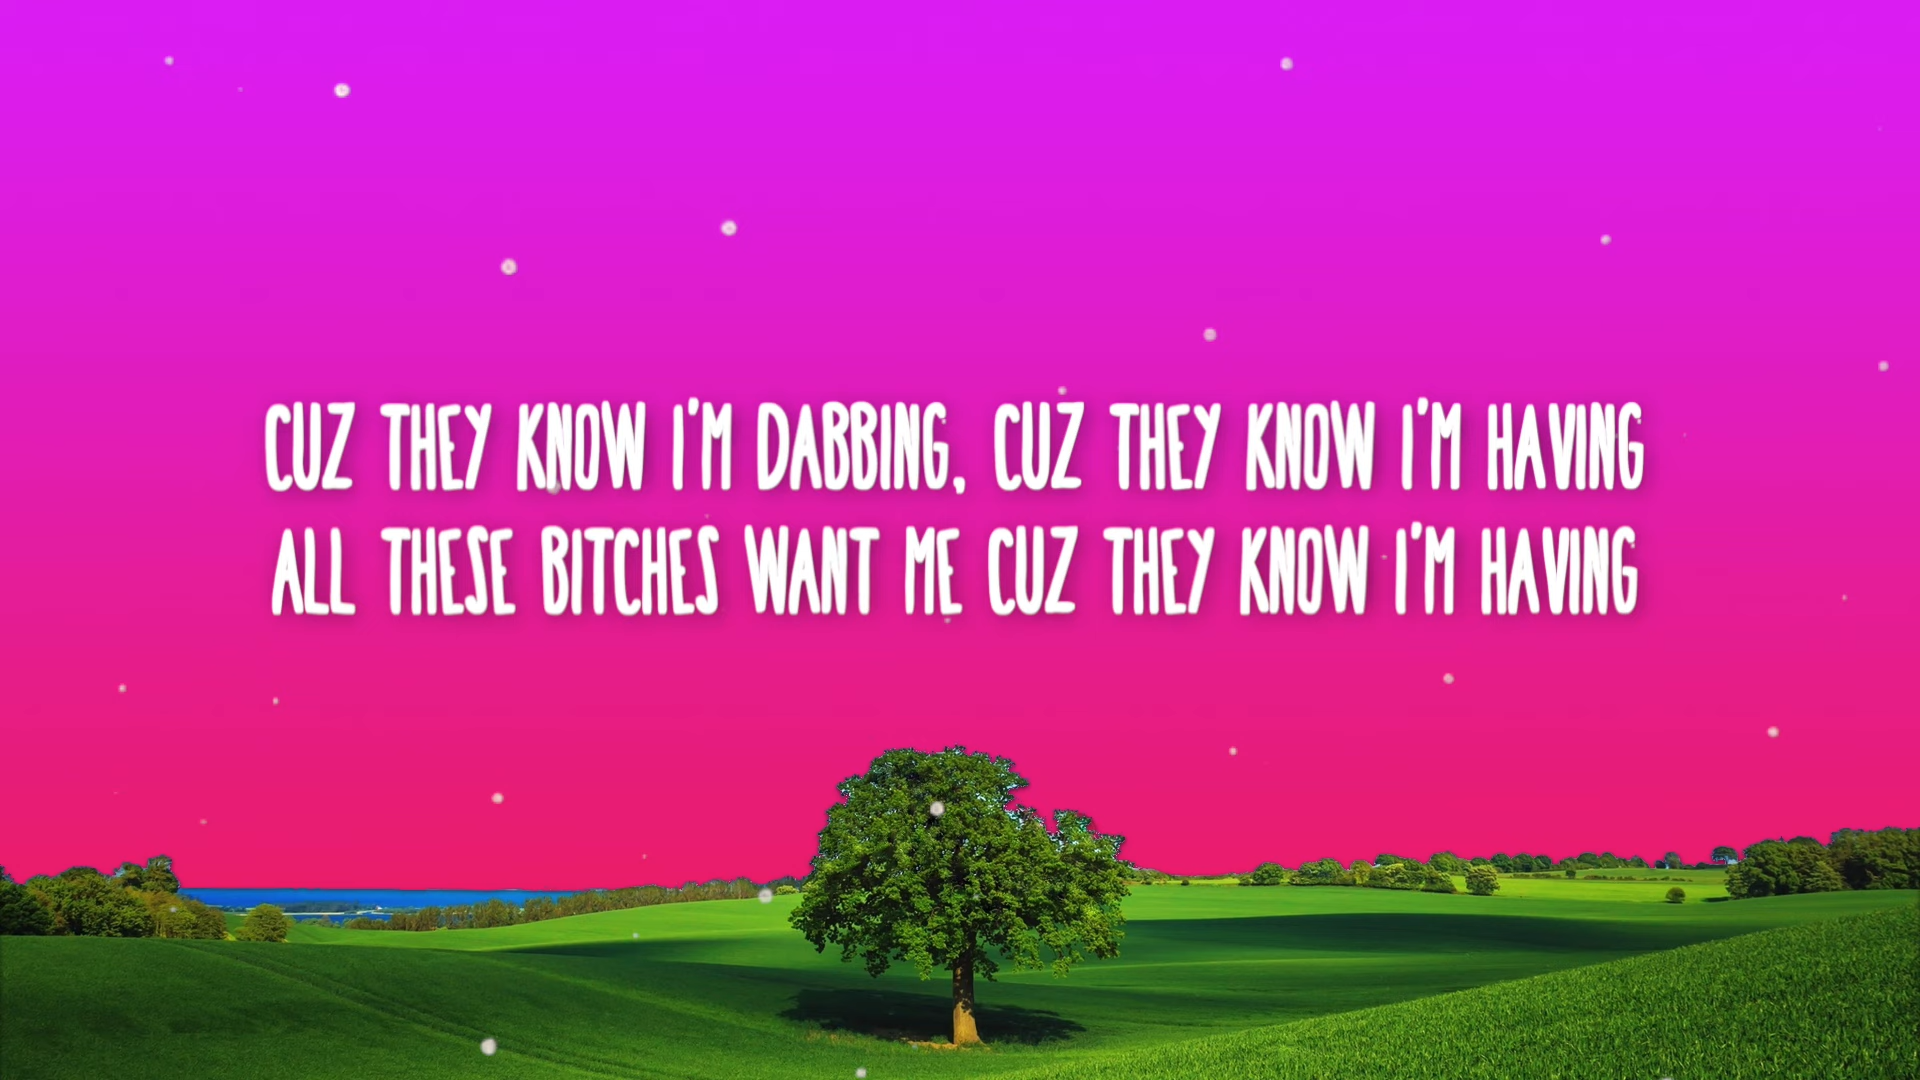 CUZ THEY KNOW I'M DABBING, CUZ THEY KNOW I'M HAVING
ALL THESE BITCHES WANT ME CUZ THEY KNOW I'M HAVING